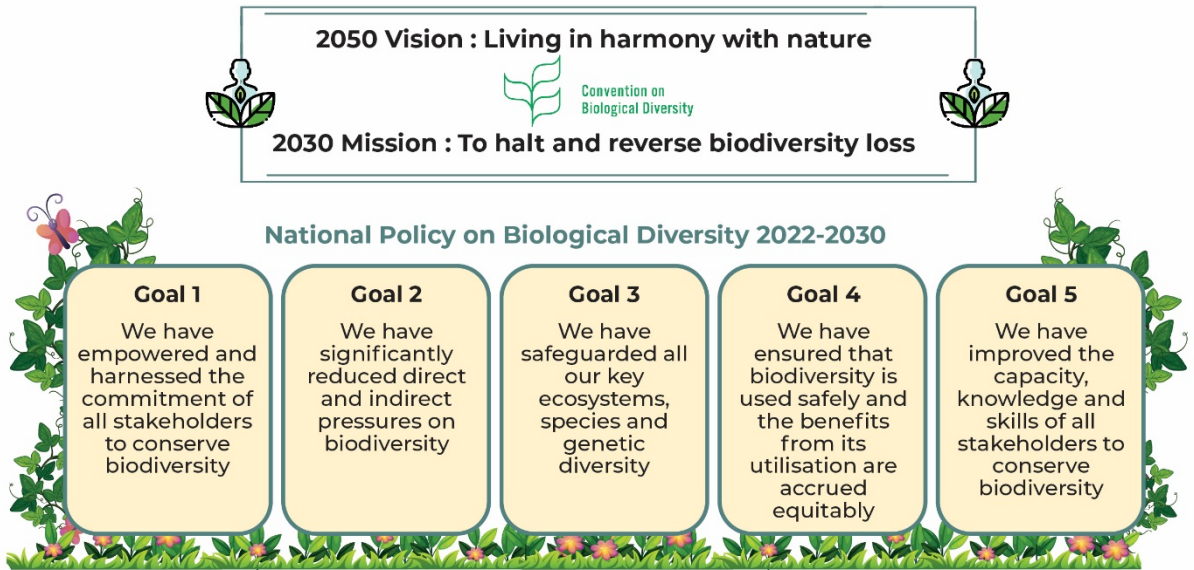 2050 Vision : Living in harmony with nature
Convention on
Biological Diversity
2030 Mission : To halt and reverse biodiversity loss
National Policy on Biological Diversity 2022-2030
Goal 1
We have
empowered and
harnessed the
commitment of
all stakeholders
to conserve
biodiversity
Goal 2
We have
significantly
reduced direct
and indirect
pressures on
biodiversity
Goal 3
We have
safeguarded all
our key
ecosystems,
species and
genetic
diversity
Goal 4
We have
ensured that
biodiversity is
used safely and
the benefits
from its
utilisation are
accrued
equitably
Goal 5
We have
improved the
capacity,
knowledge and
skills of all
stakeholders to
conserve
biodiversity